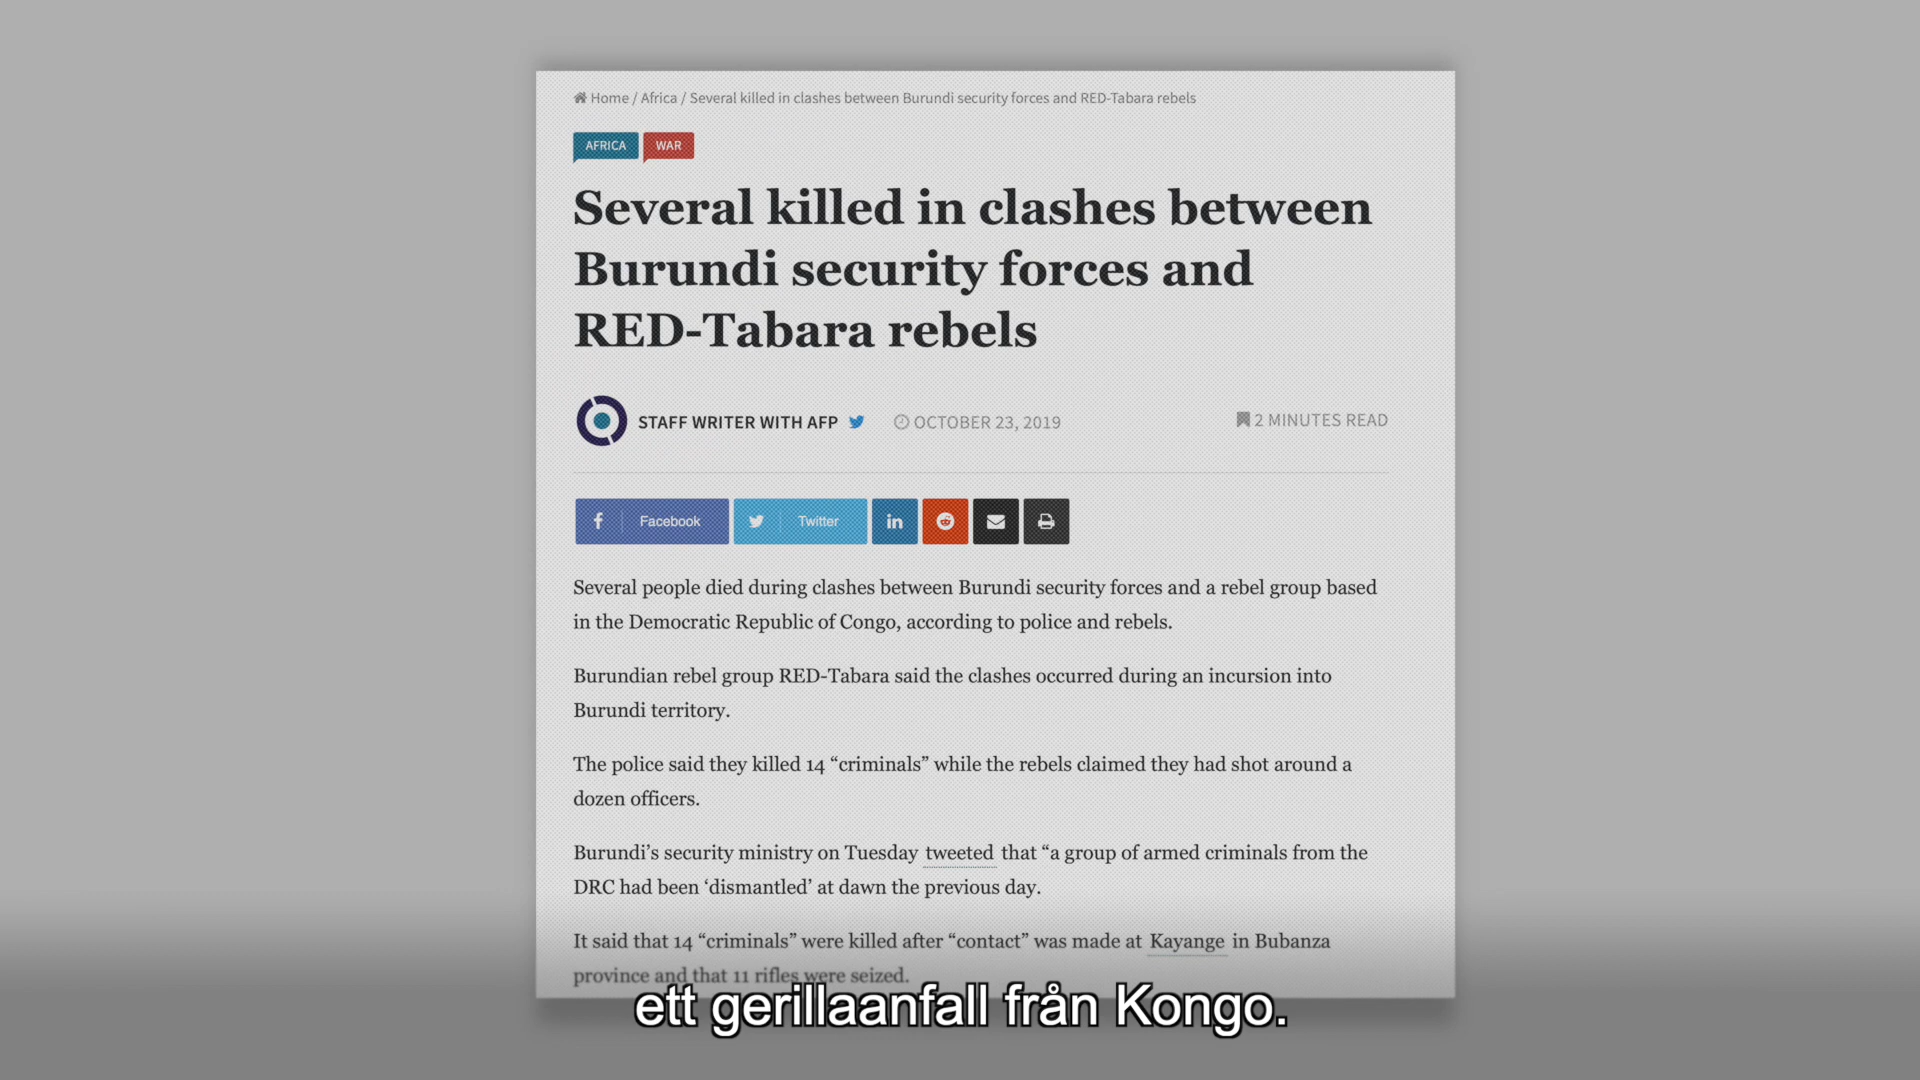 Home / Africa / Several killed in clashes between Burundi security forces and RED-Tabara rebels
AFRICA WAR
Several killed in clashes between
Burundi security forces and
RED-Tabara rebels
STAFF WRITER WITH AFP OCTOBER 23, 2019 2 MINUTES READ
Facebook Twitter in
Several people died during clashes between Burundi security forces and a rebel group based
in the Democratic Republic of Congo, according to police and rebels.
Burundian rebel group RED-Tabara said the clashes occurred during an incursion into
Burundi territory.
The police said they killed 14 “criminals” while the rebels claimed they had shot around a
dozen officers.
Burundi’s security ministry on Tuesday tweeted that “a group of armed criminals from the
DRC had been ‘dismantled’ at dawn the previous day.
It said that 14 “criminals” were killed after “contact” was made at Kayange in Bubanza
province and that 11 rifles were seized.
ett gerillaanfall från Kongo.